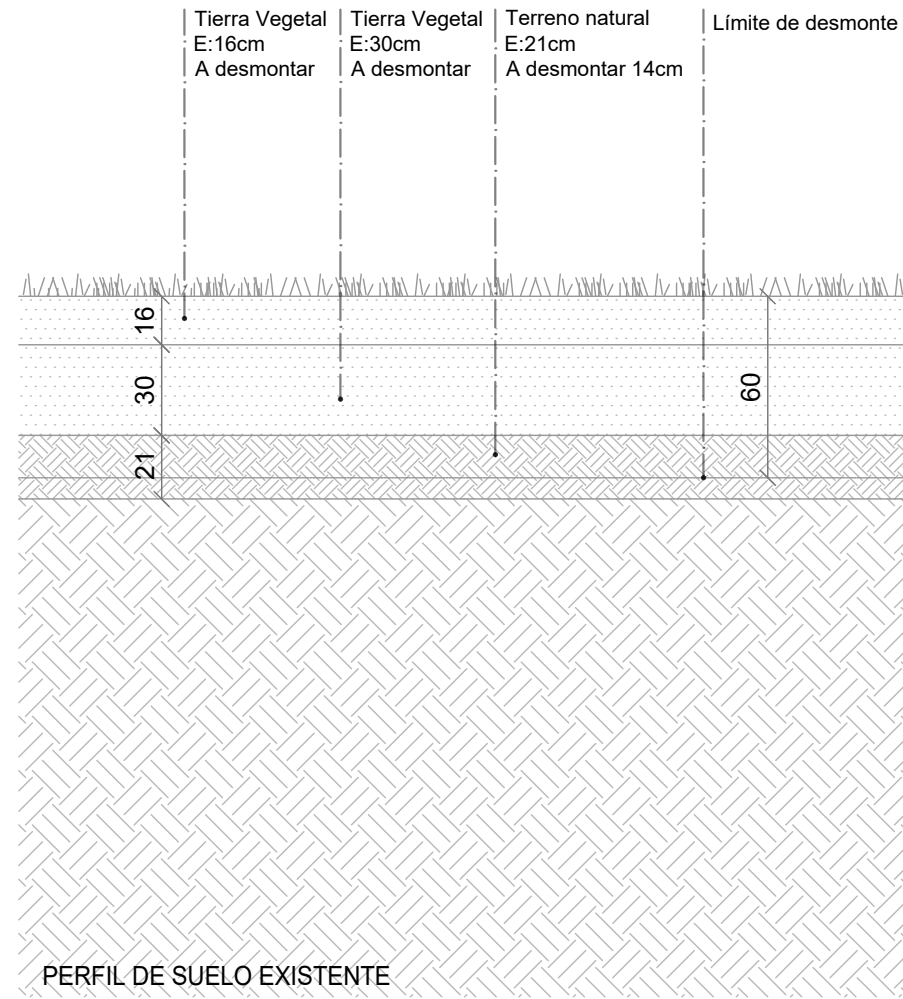 Tierra Vegetal
E:16cm
A desmontar
Tierra Vegetal
E:30cm
A desmontar
Terreno natural
E:21cm
A desmontar 14cm
Límite de desmonte
16
30
21
60
PERFIL DE SUELO EXISTENTE